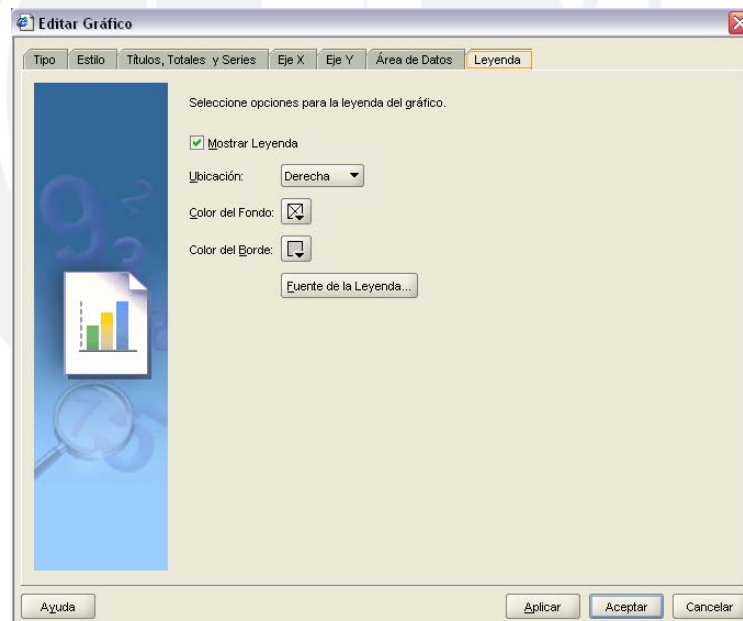 Editar Gráfico
Tipo Estilo Títulos, Totales y Series Eje X Eje Y Área de Datos Leyenda
Seleccione opciones para la leyenda del gráfico.
Mostrar Leyenda
Ubicación: Derecha
Color del Fondo:
Color del Borde:
Fuente de la Leyenda...
Ayuda Aplicar Aceptar Cancelar